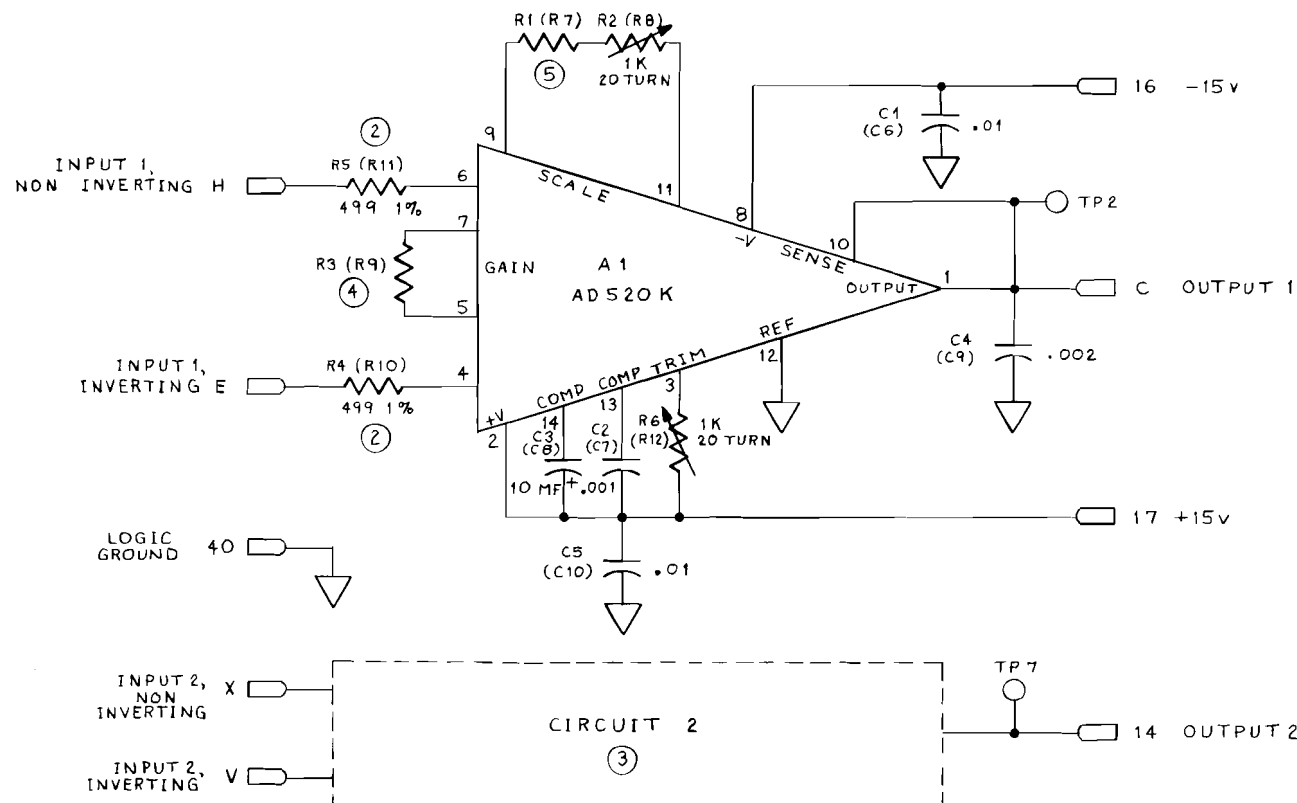 R1 (R7)
R2 (R8)
1K
20 TURN
5
16 -15V
C1
(C6)
.01
2
9
INPUT 1,
NON INVERTING H
R5 (R11)
499 1%
6
SCALE
11
8
-V
TP2
10
SENSE
7
R3 (R9)
4
GAIN
5
A1
AD520K
OUTPUT
1
C OUTPUT 1
C4
(C9)
.002
REF
12
INPUT 1,
INVERTING E
R4 (R10)
499 1%
2
4
+V
2
COMP
14
COMP
13
TRIM
3
C3
(C8)
10 MF
+
C2
(C7)
.001
R6
(R12)
1K
20 TURN
17 +15V
LOGIC
GROUND 40
C5
(C10)
.01
INPUT 2,
NON
INVERTING
X
CIRCUIT 2
3
TP7
14 OUTPUT 2
INPUT 2,
INVERTING
V